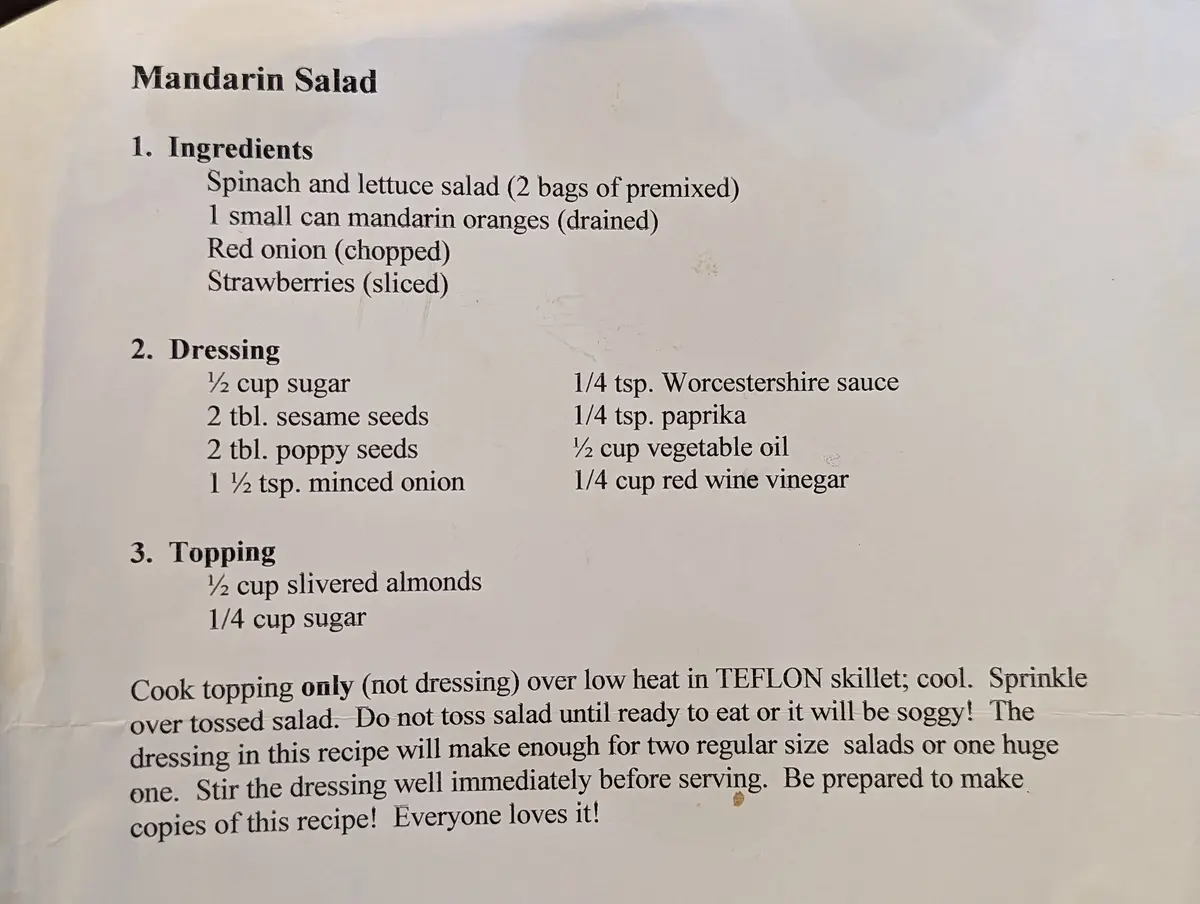 Mandarin Salad
1. Ingredients
Spinach and lettuce salad (2 bags of premixed)
1 small can mandarin oranges (drained)
Red onion (chopped)
Strawberries (sliced)
2. Dressing
½ cup sugar
2 tbl. sesame seeds
2 tbl. poppy seeds
1 ½ tsp. minced onion
1/4 tsp. Worcestershire sauce
1/4 tsp. paprika
½ cup vegetable oil
1/4 cup red wine vinegar
3. Topping
½ cup slivered almonds
1/4 cup sugar
Cook topping only (not dressing) over low heat in TEFLON skillet; cool. Sprinkle
over tossed salad. Do not toss salad until ready to eat or it will be soggy! The
dressing in this recipe will make enough for two regular size salads or one huge
one. Stir the dressing well immediately before serving. Be prepared to make
copies of this recipe! Everyone loves it!